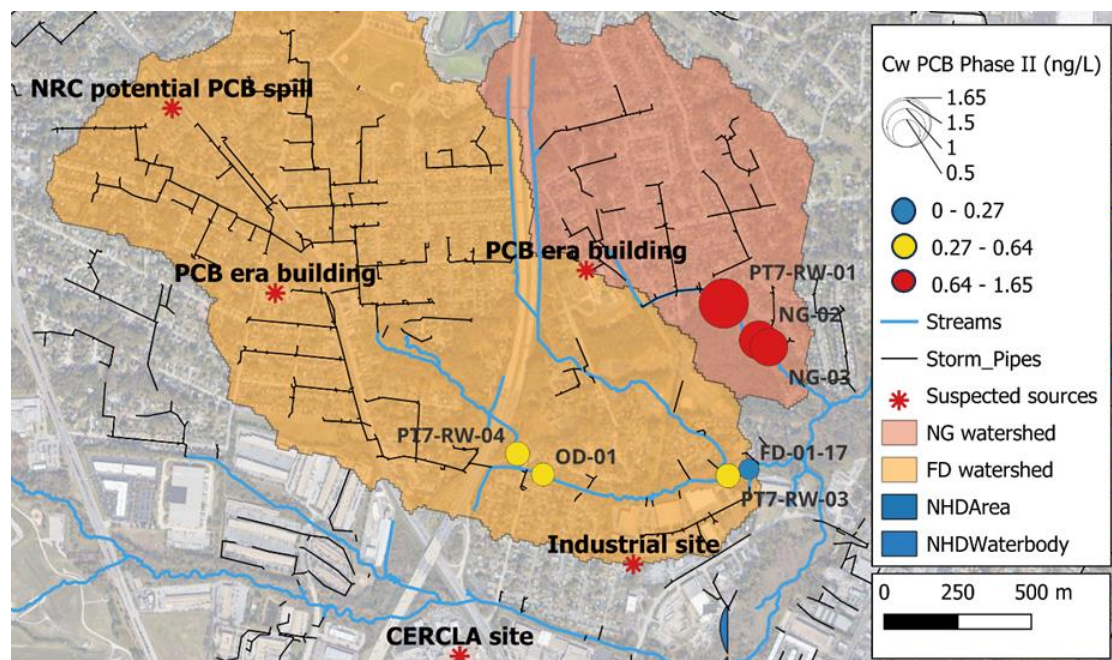 NRC potential PCB spill
PCB era building
PCB era building
PT7-RW-01
NG-02
NG-03
PT7-RW-04
OD-01
FD-01-17
PT7-RW-03
Industrial site
CERCLA site
Cw PCB Phase II (ng/L)
1.65
1.5
1
0.5
0 - 0.27
0.27 - 0.64
0.64 - 1.65
Streams
Storm_Pipes
Suspected sources
NG watershed
FD watershed
NHDArea
NHDWaterbody
0 250 500 m